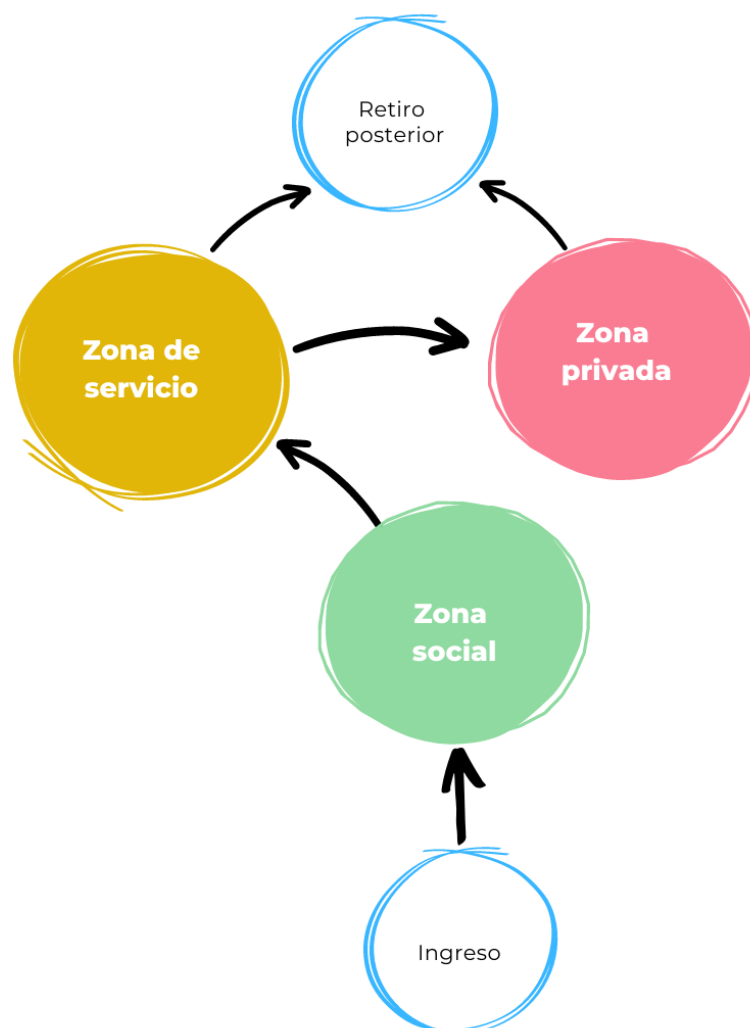 Retiro
posterior
Zona de
servicio
Zona
privada
Zona
social
Ingreso